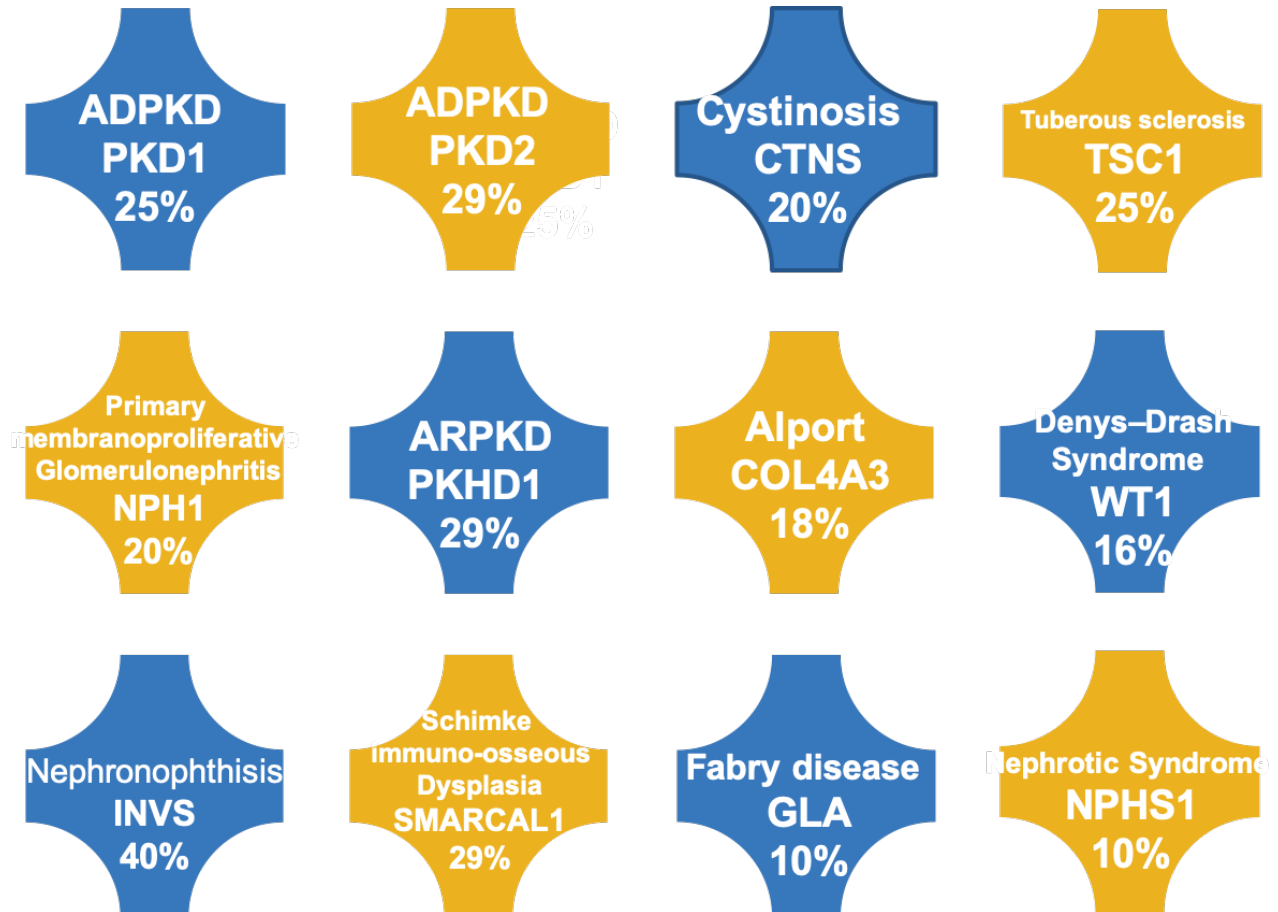 ADPKD
PKD1
25%
ADPKD
PKD2
29%
25%
Cystinosis
CTNS
20%
Tuberous sclerosis
TSC1
25%
Primary
membranoproliferative
Glomerulonephritis
NPH1
20%
ARPKD
PKHD1
29%
Alport
COL4A3
18%
Denys–Drash
Syndrome
WT1
16%
Nephronophthisis
INVS
40%
Schimke
immuno-osseous
Dysplasia
SMARCAL1
29%
Fabry disease
GLA
10%
Nephrotic Syndrome
NPHS1
10%